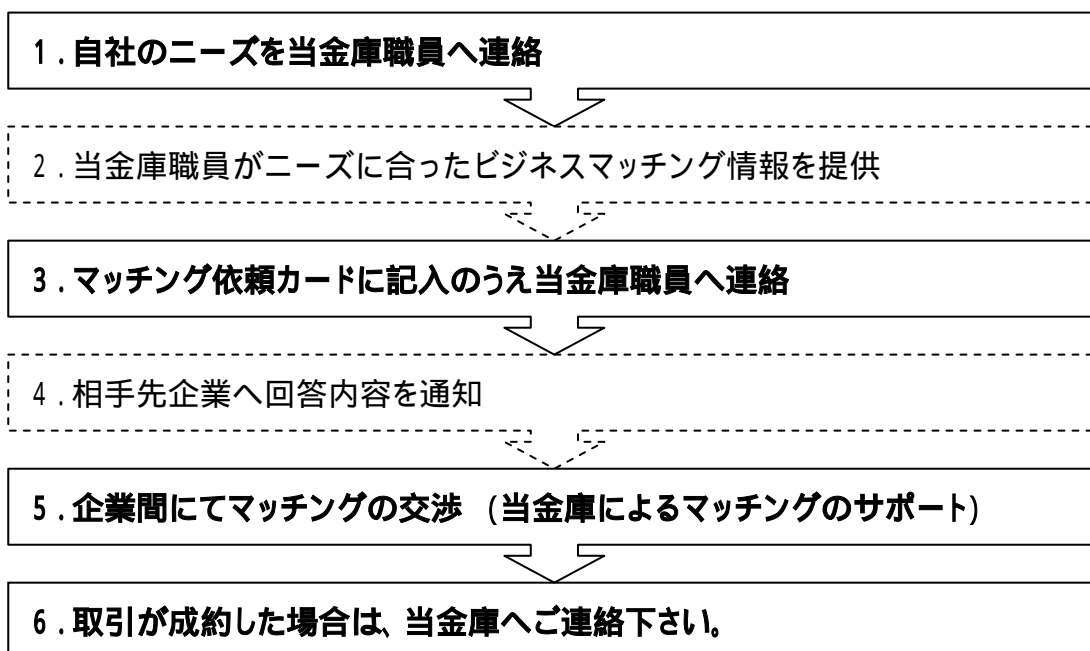 1.自社のニーズを当金庫職員へ連絡
2.当金庫職員がニーズに合ったビジネスマッチング情報を提供
3.マッチング依頼カードに記入のうえ当金庫職員へ連絡
4.相手先企業へ回答内容を通知
5.企業間にてマッチングの交渉 (当金庫によるマッチングのサポート)
6.取引が成約した場合は、当金庫へご連絡下さい。